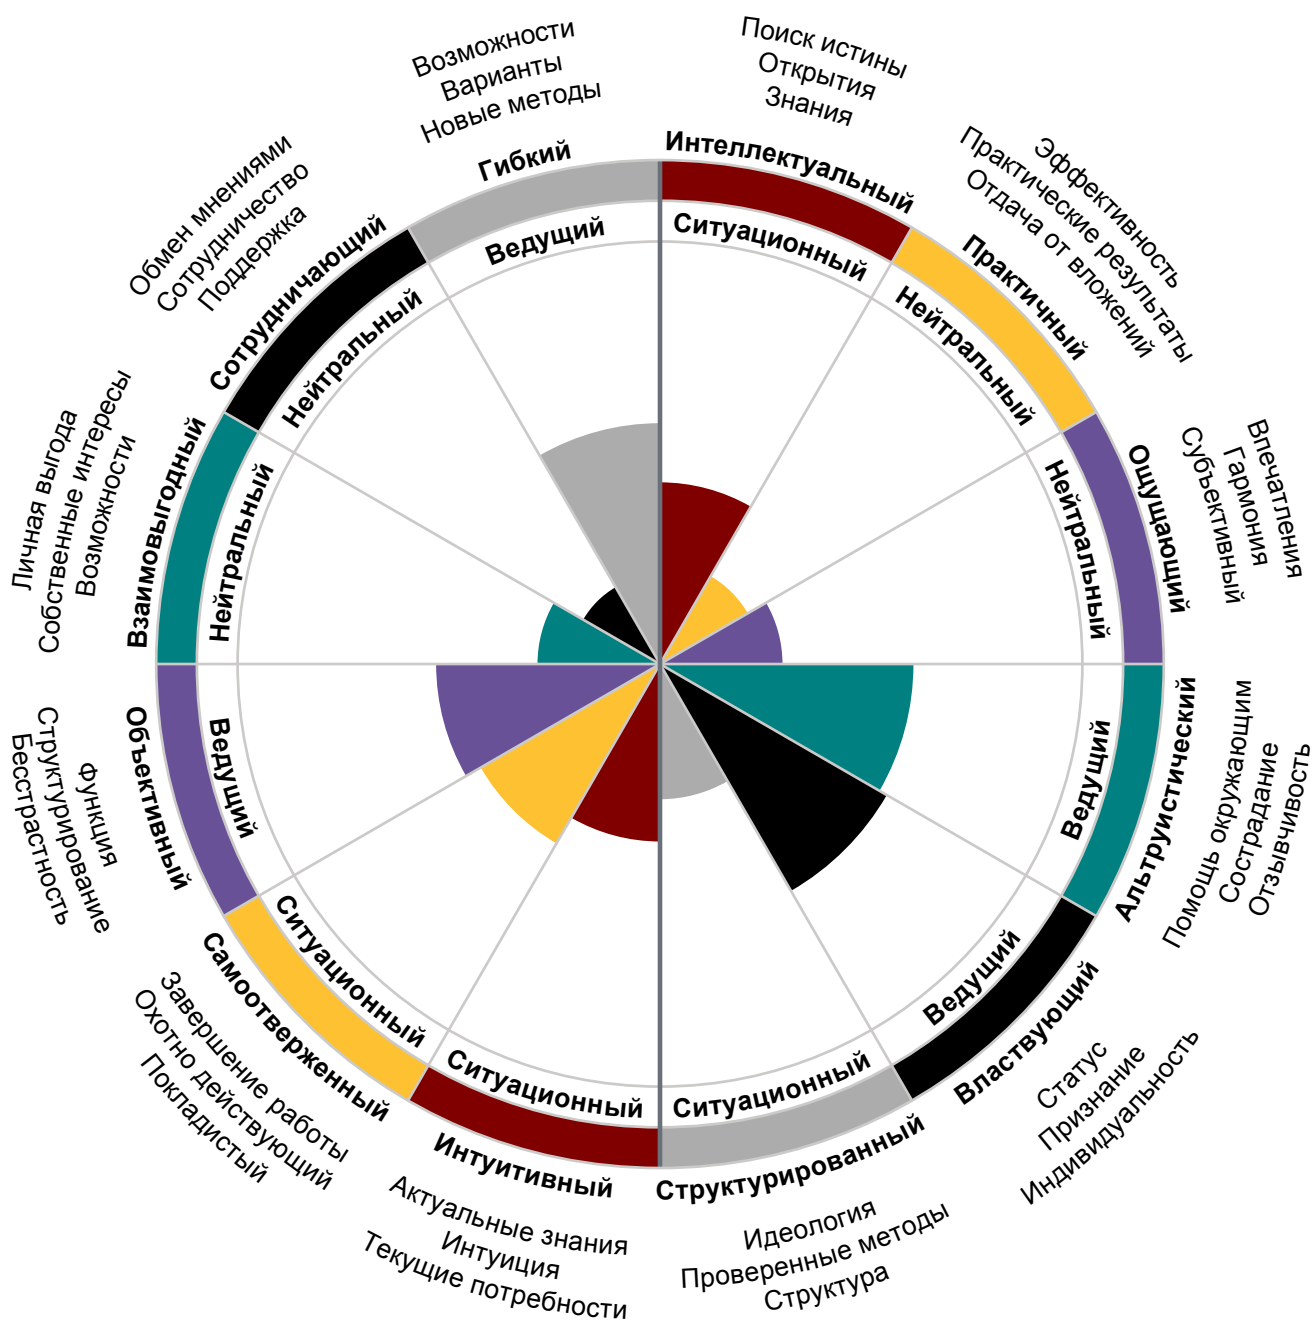 Поиск истины
Открытия
Знания
Интеллектуальный
Ситуационный
Эффективность
Практические результаты
Отдача от вложений
Практичный
Нейтральный
Впечатления
Гармония
Субъективный
Ощущающий
Нейтральный
Альтруистический
Ведущий
Помощь окружающим
Сострадание
Отзывчивость
Властвующий
Ведущий
Статус
Признание
Индивидуальность
Ситуационный
Структурированный
Идеология
Проверенные методы
Структура
Ситуационный
Интуитивный
Актуальные знания
Интуиция
Текущие потребности
Ситуационный
Самоотверженный
Завершение работы
Охотно действующий
Покладистый
Ведущий
Объективный
Функция
Структурирование
Бесстрастность
Личная выгода
Собственные интересы
Возможности
Взаимовыгодный
Нейтральный
Обмен мнениями
Сотрудничество
Поддержка
Сотрудничающий
Нейтральный
Возможности
Варианты
Новые методы
Гибкий
Ведущий